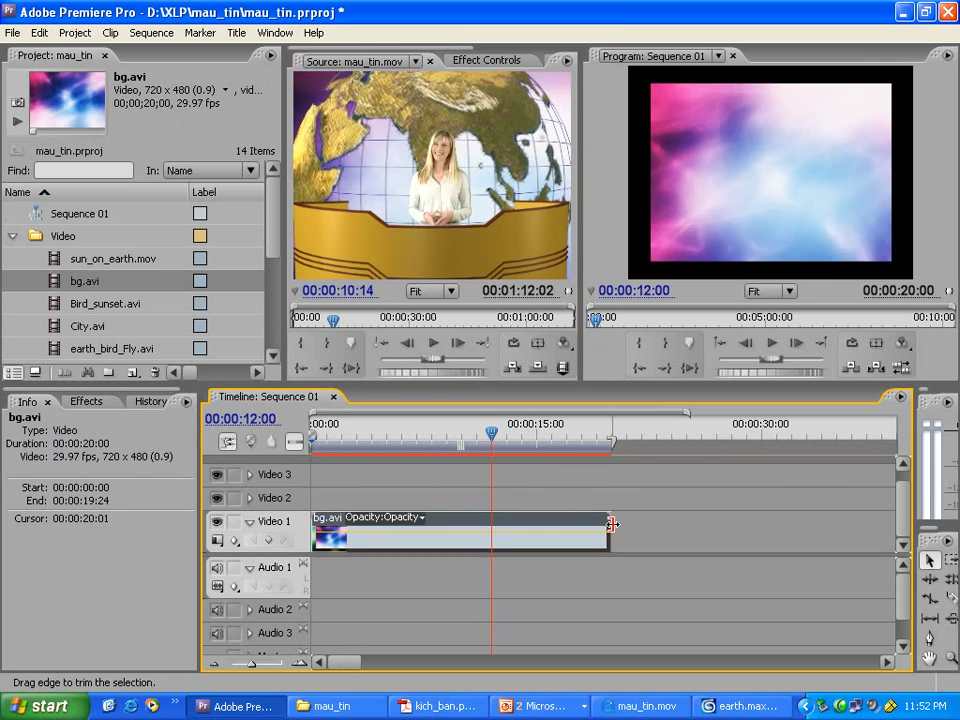 Adobe Premiere Pro - D:\XLP\mau_tin\mau_tin.prproj *
File Edit Project Clip Sequence Marker Title Window Help
Project: mau_tin
bg.avi
Video, 720 x 480 (0.9) , vid...
00;00;20;00, 29.97 fps
mau_tin.prproj 14 Items
Find: In: Name
Name Label
Sequence 01
Video
sun_on_earth.mov
bg.avi
Bird_sunset.avi
City.avi
earth_bird_Fly.avi
Source: mau_tin.mov Effect Controls
00:00:10:14 Fit 00:01:12:02
00:00 00:00:30:00 00:01:00:00
Program: Sequence 01
00:00:12:00 Fit 00:00:20:00
00:00 00:05:00:00 00:10:0
Info Effects History
bg.avi
Type: Video
Duration: 00:00:20:00
Video: 29.97 fps, 720 x 480 (0.9)
Start: 00:00:00:00
End: 00:00:19:24
Cursor: 00:00:20:01
Timeline: Sequence 01
00:00:12:00
:00:00 00:00:15:00 00:00:30:00
Video 3
Video 2
Video 1
bg.avi Opacity:Opacity
Audio 1
L
R
Audio 2
Audio 3
Drag edge to trim the selection.
start Adobe Pre... mau_tin kich_ban.p... 2 Micros... mau_tin.mov earth.max... 11:52 PM